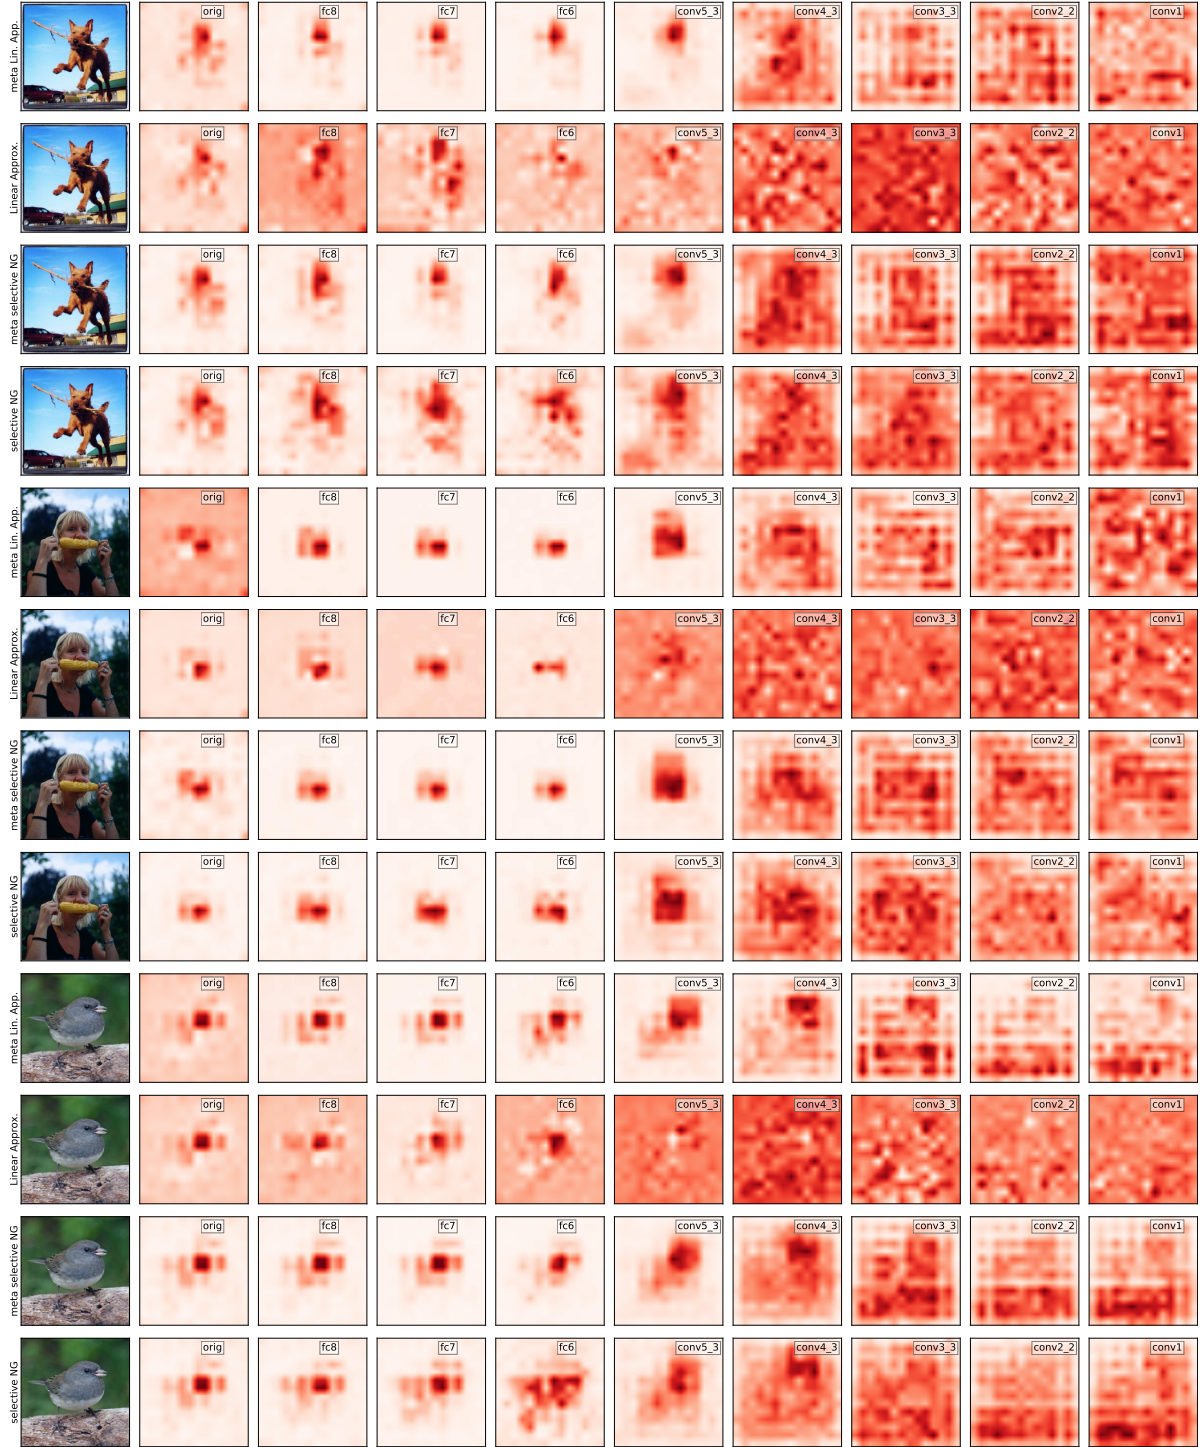 meta Lin. App. orig fc8 fc7 fc6 conv5_3 conv4_3 conv3_3 conv2_2 conv1
Linear Approx. orig fc8 fc7 fc6 conv5_3 conv4_3 conv3_3 conv2_2 conv1
meta selective NG orig fc8 fc7 fc6 conv5_3 conv4_3 conv3_3 conv2_2 conv1
selective NG orig fc8 fc7 fc6 conv5_3 conv4_3 conv3_3 conv2_2 conv1
meta Lin. App. orig fc8 fc7 fc6 conv5_3 conv4_3 conv3_3 conv2_2 conv1
Linear Approx. orig fc8 fc7 fc6 conv5_3 conv4_3 conv3_3 conv2_2 conv1
meta selective NG orig fc8 fc7 fc6 conv5_3 conv4_3 conv3_3 conv2_2 conv1
selective NG orig fc8 fc7 fc6 conv5_3 conv4_3 conv3_3 conv2_2 conv1
meta Lin. App. orig fc8 fc7 fc6 conv5_3 conv4_3 conv3_3 conv2_2 conv1
Linear Approx. orig fc8 fc7 fc6 conv5_3 conv4_3 conv3_3 conv2_2 conv1
meta selective NG orig fc8 fc7 fc6 conv5_3 conv4_3 conv3_3 conv2_2 conv1
selective NG orig fc8 fc7 fc6 conv5_3 conv4_3 conv3_3 conv2_2 conv1